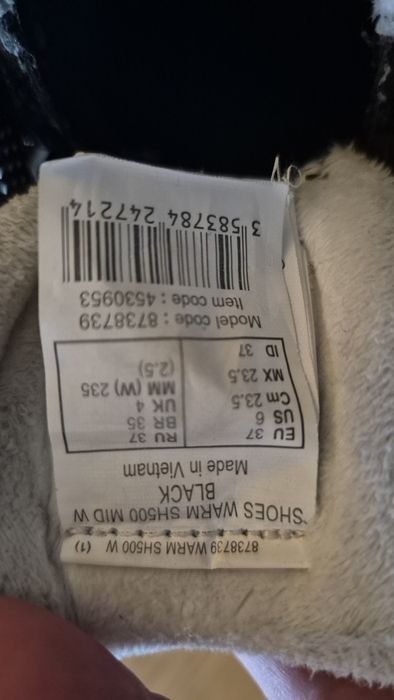 8738739 WARM SH500 W (1)
SHOES WARM SH500 MID W
BLACK
Made in Vietnam
EU 37 RU 37
US 6 BR 35
Cm 23.5 UK 4
MX 23.5 MM (W) 235
ID 37 (2.5)
Model code : 8738739
Item code : 4530953
3 583784 247214